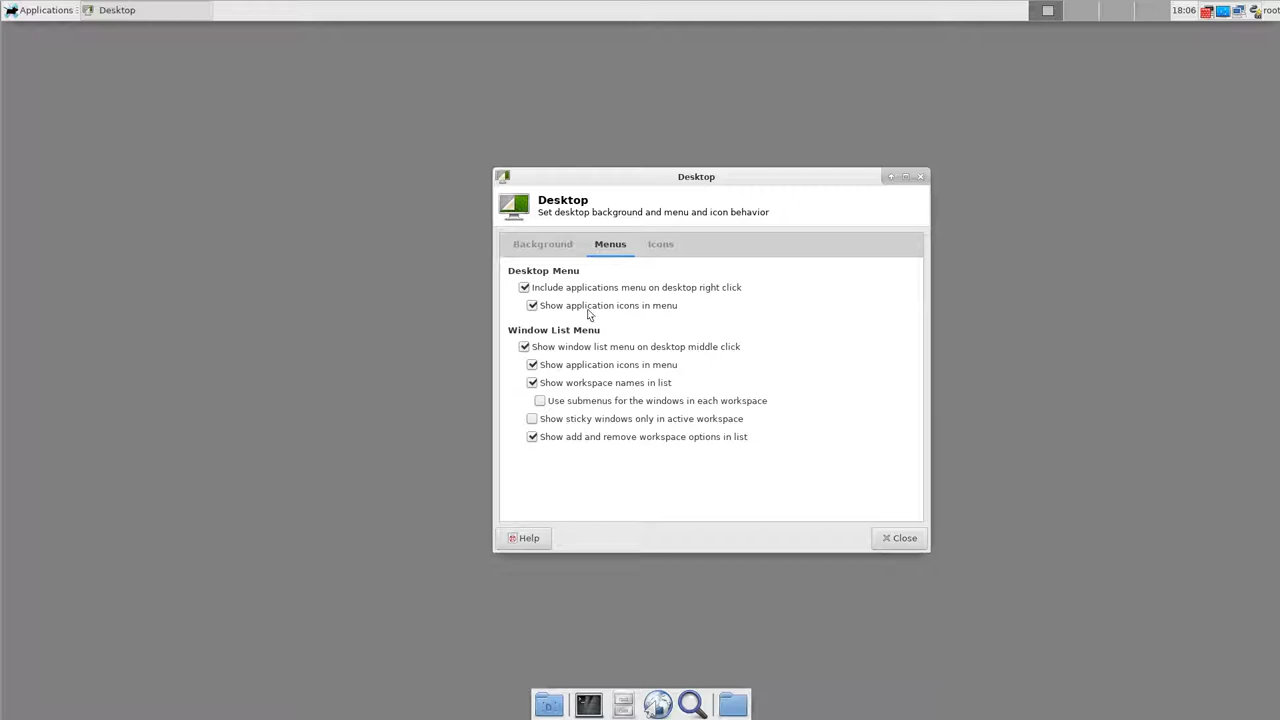 Applications
Desktop
18:06
root
Desktop
Desktop
Set desktop background and menu and icon behavior
Background Menus Icons
Desktop Menu
Include applications menu on desktop right click
Show application icons in menu
Window List Menu
Show window list menu on desktop middle click
Show application icons in menu
Show workspace names in list
Use submenus for the windows in each workspace
Show sticky windows only in active workspace
Show add and remove workspace options in list
Help
Close